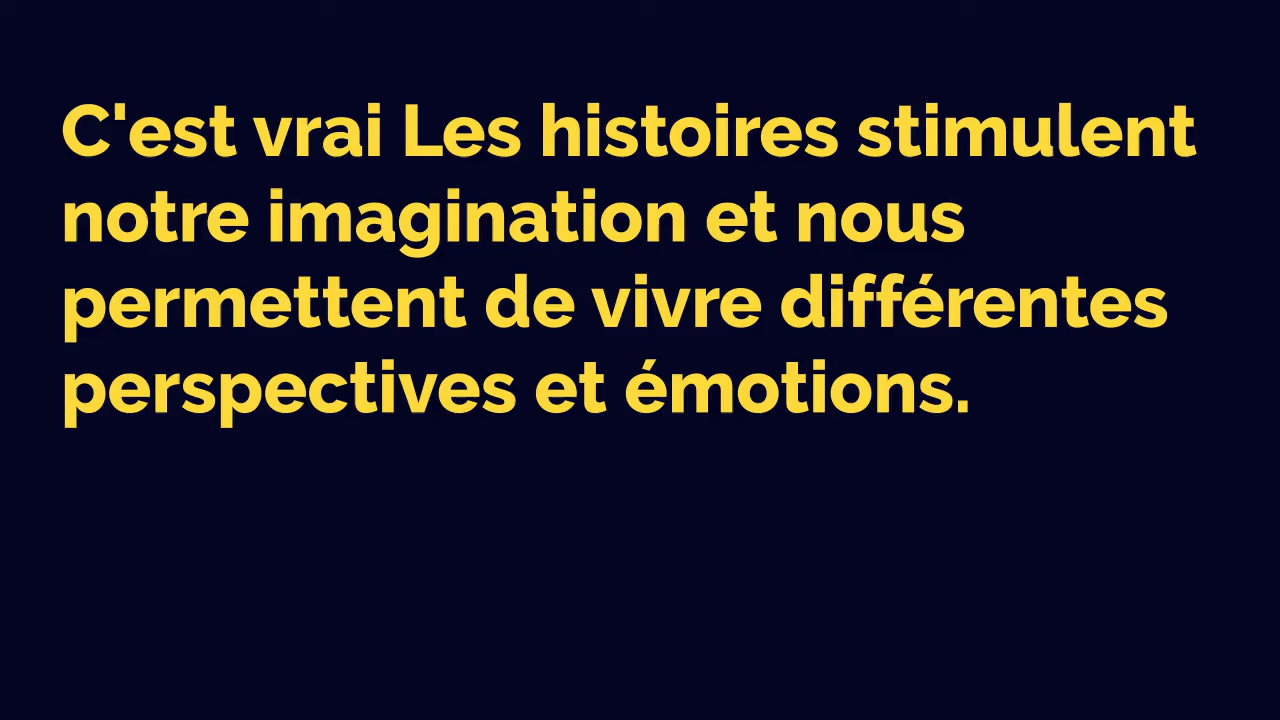 C'est vrai Les histoires stimulent
notre imagination et nous
permettent de vivre différentes
perspectives et émotions.